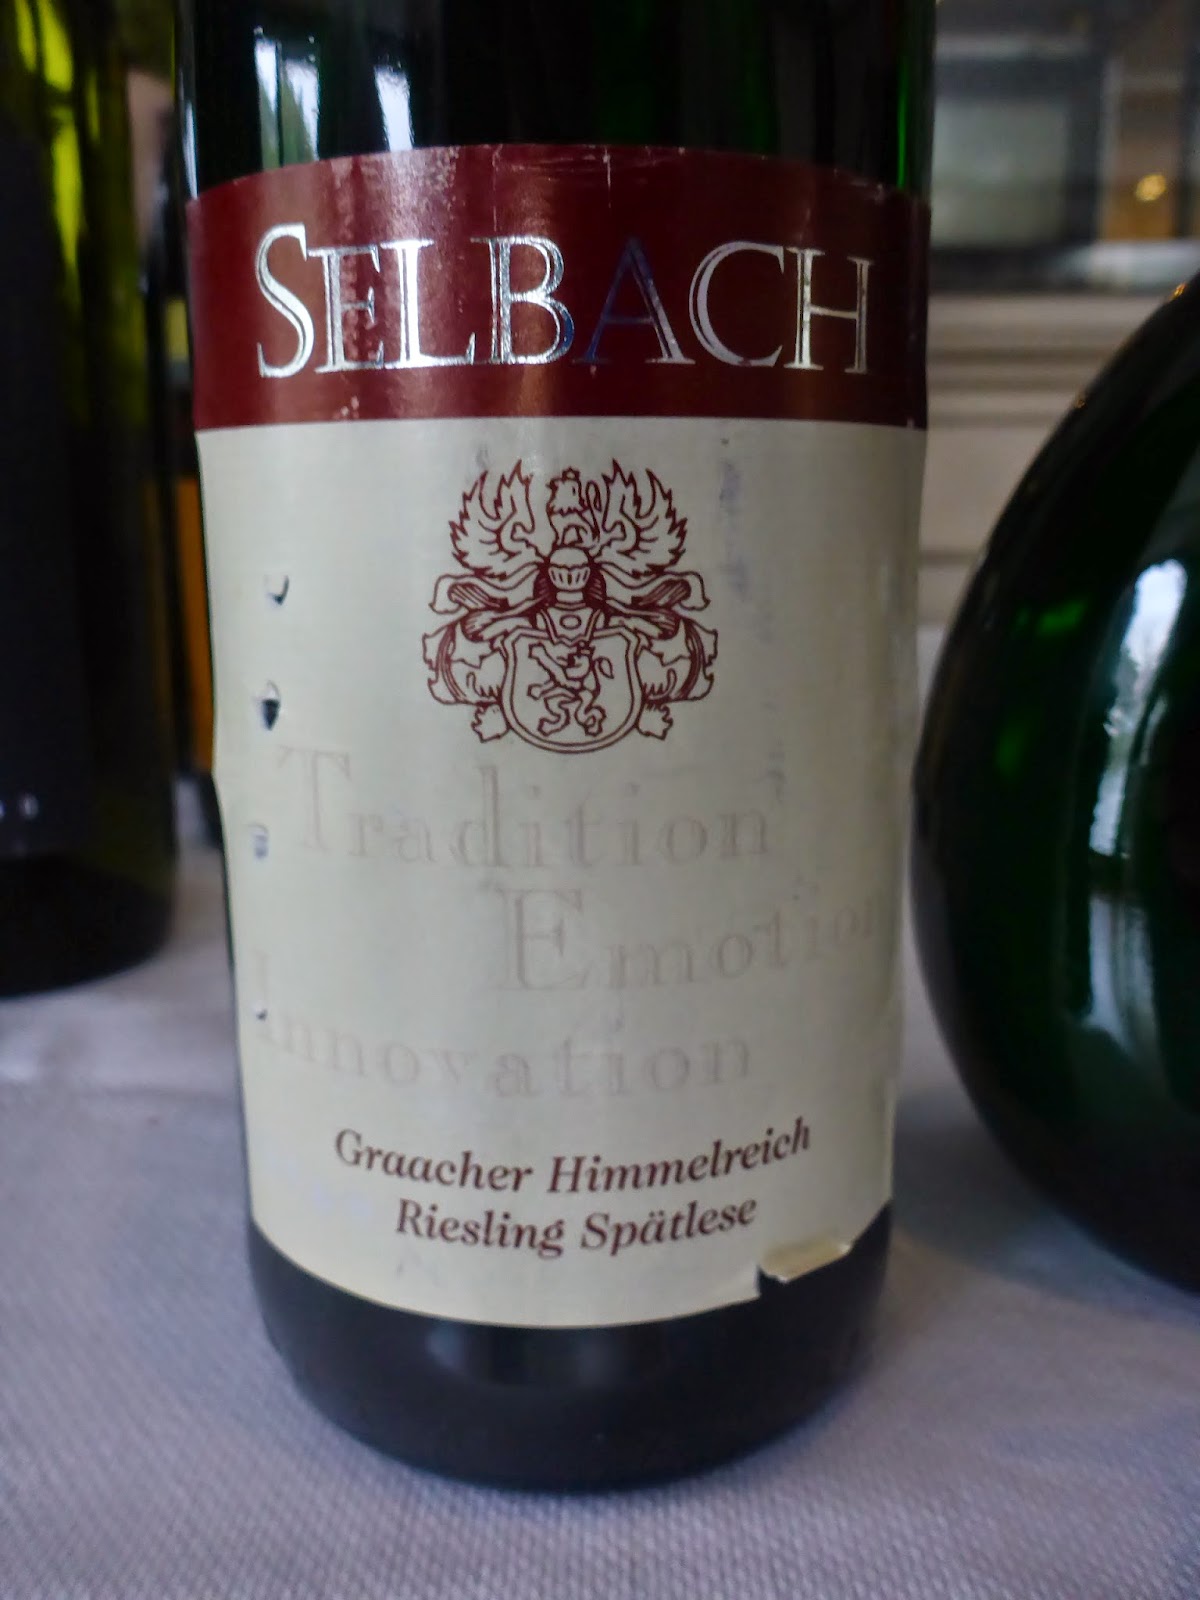 SELBACH
Tradition
Emotion
Innovation
Graacher Himmelreich
Riesling Spätlese